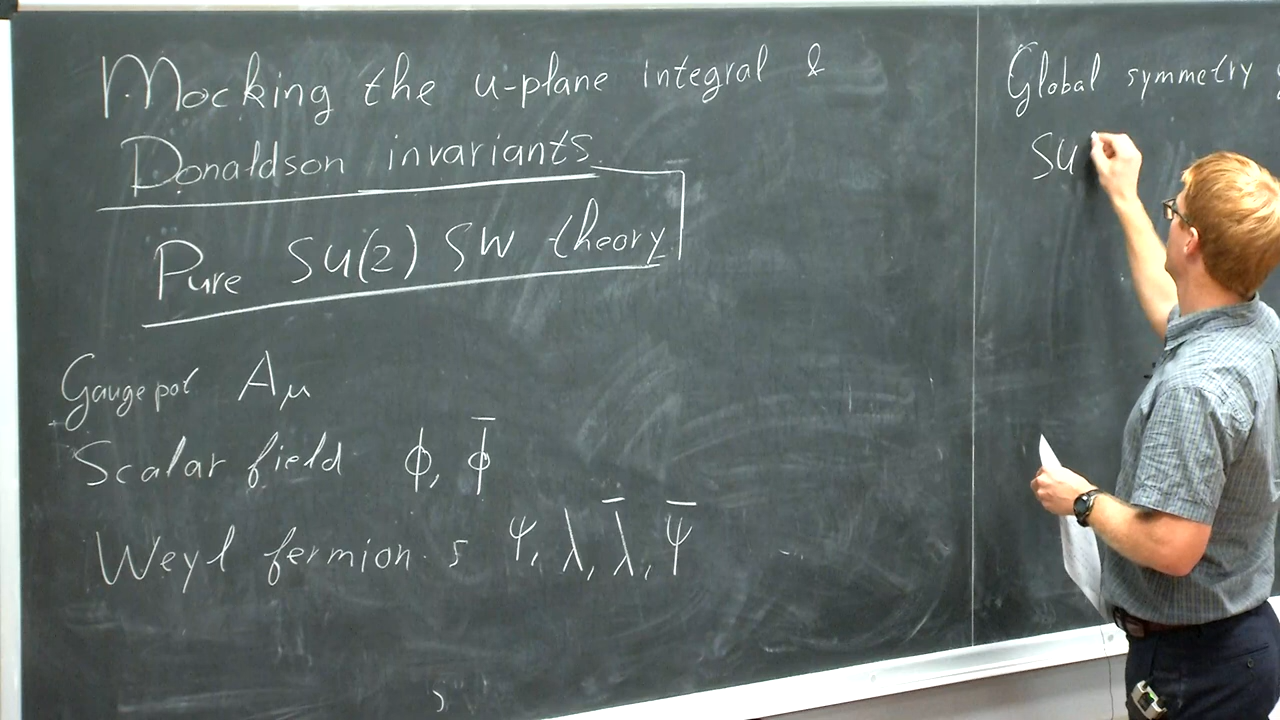 Mocking the u-plane integral &
Donaldson invariants
Pure SU(2) SW theory
Gauge pot Aμ
Scalar field ϕ, ϕ̅
Weyl fermion s ψ, λ, λ̅, ψ̅
Global symmetry
SU